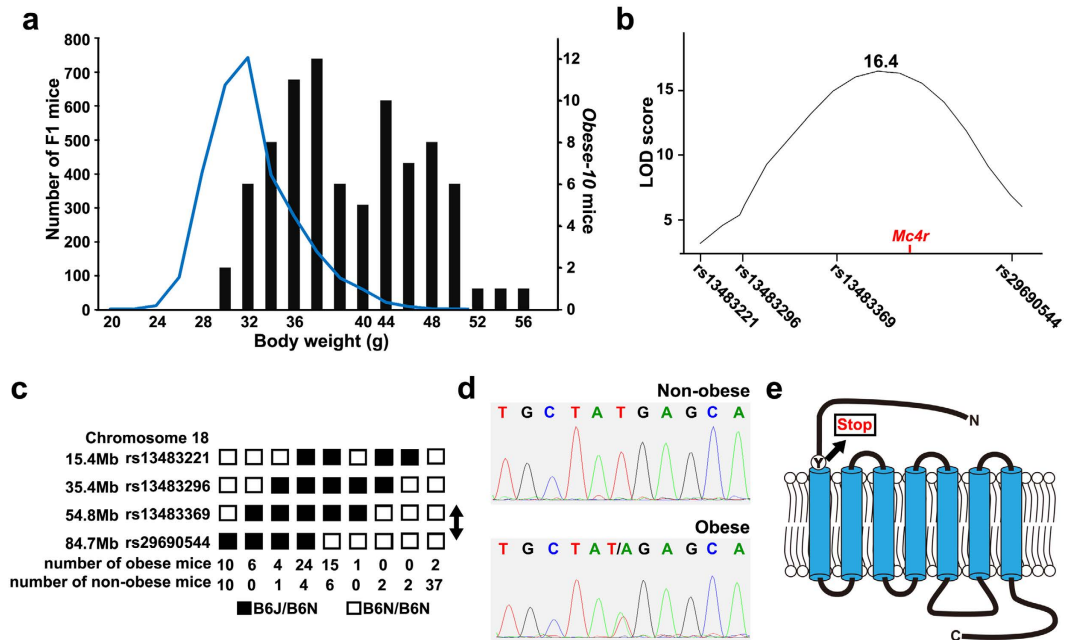 a
Number of F1 mice
800
700
600
500
400
300
200
100
0
12
10
8
6
4
2
0
Obese-10 mice
20 24 28 32 36 40 44 48 52 56
Body weight (g)
b
LOD score
15
10
5
16.4
Mc4r
rs13483221
rs13483296
rs13483369
rs29690544
c
Chromosome 18
15.4Mb rs13483221
35.4Mb rs13483296
54.8Mb rs13483369
84.7Mb rs29690544
number of obese mice 10 6 4 24 15 1 0 0 2
number of non-obese mice 10 0 1 4 6 0 2 2 37
B6J/B6N B6N/B6N
d
Non-obese
T G C T A T G A G C A
Obese
T G C T A T/A G A G C A
e
N
Stop
Y
C